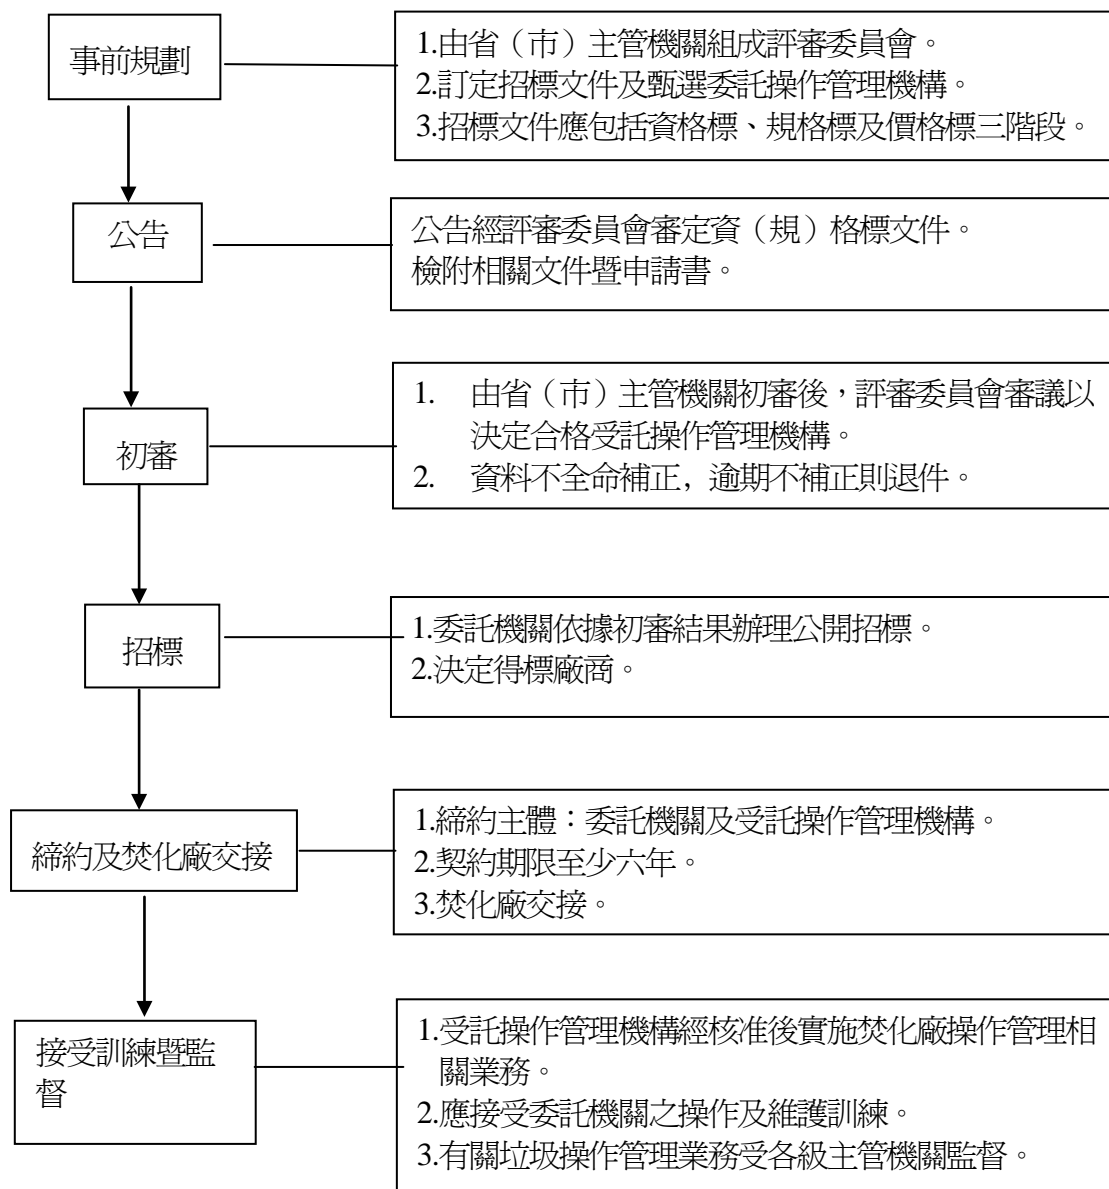 事前規劃
1.由省（市）主管機關組成評審委員會。
2.訂定招標文件及甄選委託操作管理機構。
3.招標文件應包括資格標、規格標及價格標三階段。
公告
公告經評審委員會審定資（規）格標文件。
檢附相關文件暨申請書。
初審
1. 由省（市）主管機關初審後，評審委員會審議以
決定合格受託操作管理機構。
2. 資料不全命補正, 逾期不補正則退件。
招標
1.委託機關依據初審結果辦理公開招標。
2.決定得標廠商。
締約及焚化廠交接
1.締約主體：委託機關及受託操作管理機構。
2.契約期限至少六年。
3.焚化廠交接。
接受訓練暨監
督
1.受託操作管理機構經核准後實施焚化廠操作管理相
關業務。
2.應接受委託機關之操作及維護訓練。
3.有關垃圾操作管理業務受各級主管機關監督。